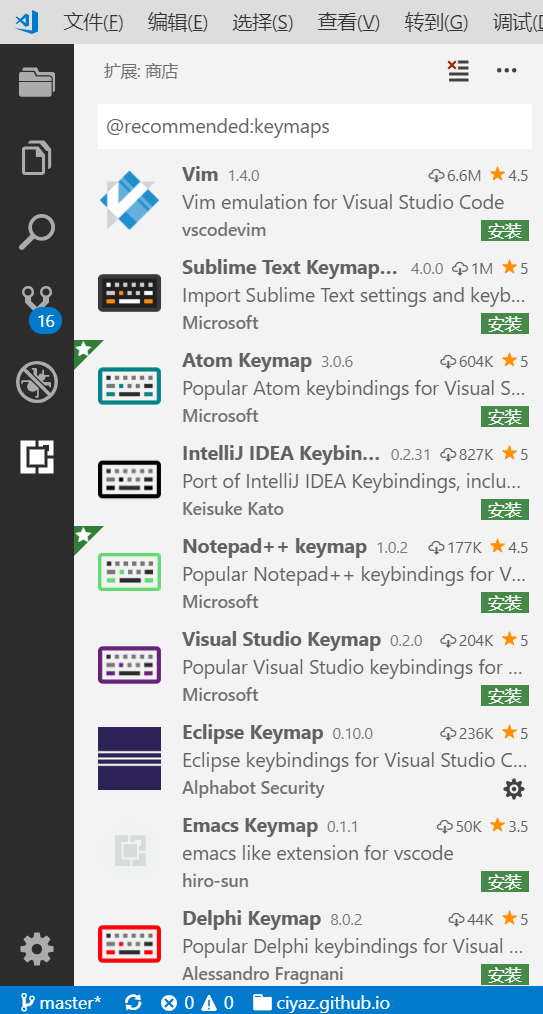 文件(F) 编辑(E) 选择(S) 查看(V) 转到(G) 调试(D
扩展: 商店
@recommended:keymaps
Vim 1.4.0 6.6M 4.5
Vim emulation for Visual Studio Code
vscodevim 安装
Sublime Text Keymap... 4.0.0 1M 5
Import Sublime Text settings and keyb...
Microsoft 安装
16
Atom Keymap 3.0.6 604K 5
Popular Atom keybindings for Visual S...
Microsoft 安装
IntelliJ IDEA Keybin... 0.2.31 827K 5
Port of IntelliJ IDEA Keybindings, inclu...
Keisuke Kato 安装
Notepad++ keymap 1.0.2 177K 4.5
Popular Notepad++ keybindings for V...
Microsoft 安装
Visual Studio Keymap 0.2.0 204K 5
Popular Visual Studio keybindings for ...
Microsoft 安装
Eclipse Keymap 0.10.0 236K 5
Eclipse keybindings for Visual Studio C...
Alphabot Security
Emacs Keymap 0.1.1 50K 3.5
emacs like extension for vscode
hiro-sun 安装
Delphi Keymap 8.0.2 44K 5
Popular Delphi keybindings for Visual ...
Alessandro Fragnani 安装
master* 0 0 ciyaz.github.io